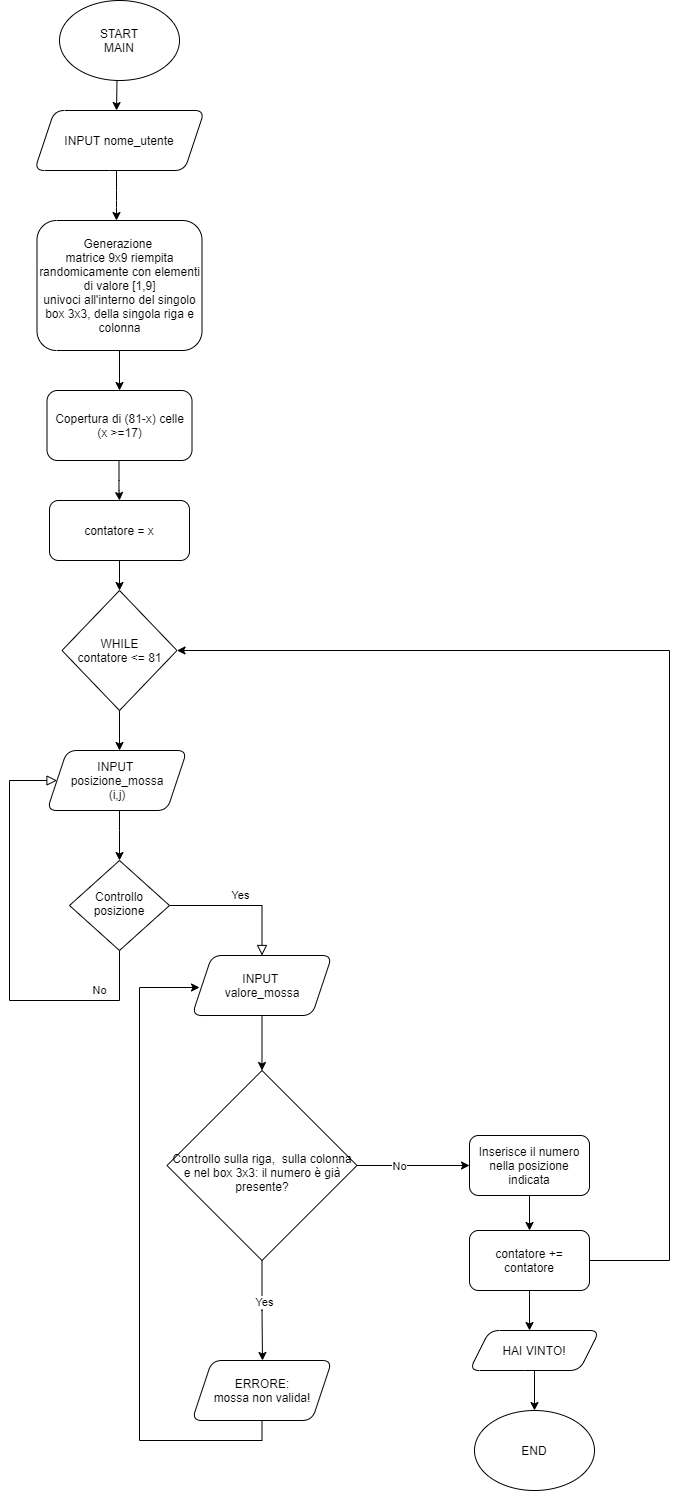 START
MAIN
INPUT nome_utente
Generazione
matrice 9x9 riempita
randomicamente con elementi
di valore [1,9]
univoci all'interno del singolo
box 3x3, della singola riga e
colonna
Copertura di (81-x) celle
(x >=17)
contatore = x
WHILE
contatore <= 81
INPUT
posizione_mossa
(i,j)
Controllo
posizione
Yes
No
INPUT
valore_mossa
Controllo sulla riga, sulla colonna
e nel box 3x3: il numero è già
presente?
No
Inserisce il numero
nella posizione
indicata
contatore +=
contatore
Yes
HAI VINTO!
ERRORE:
mossa non valida!
END